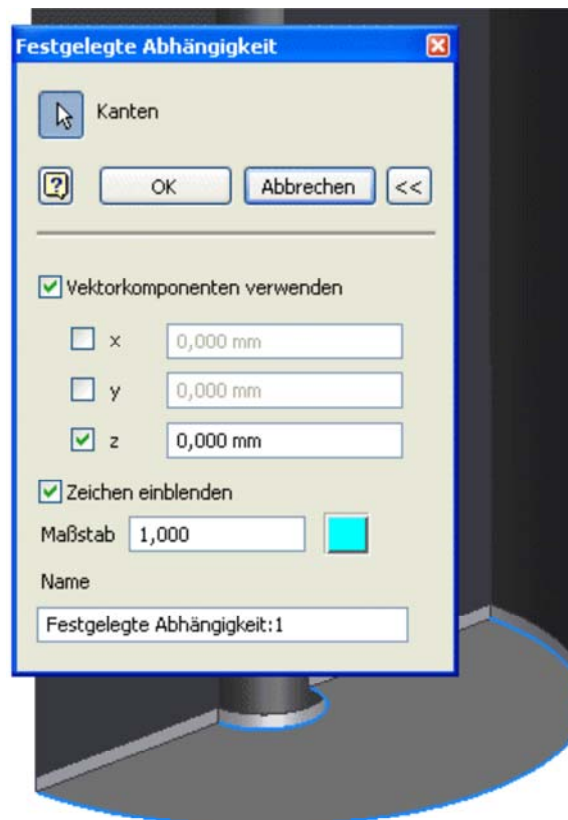 Festgelegte Abhängigkeit
Kanten
OK Abbrechen <<
Vektorkomponenten verwenden
x 0,000 mm
y 0,000 mm
z 0,000 mm
Zeichen einblenden
Maßstab 1,000
Name
Festgelegte Abhängigkeit:1